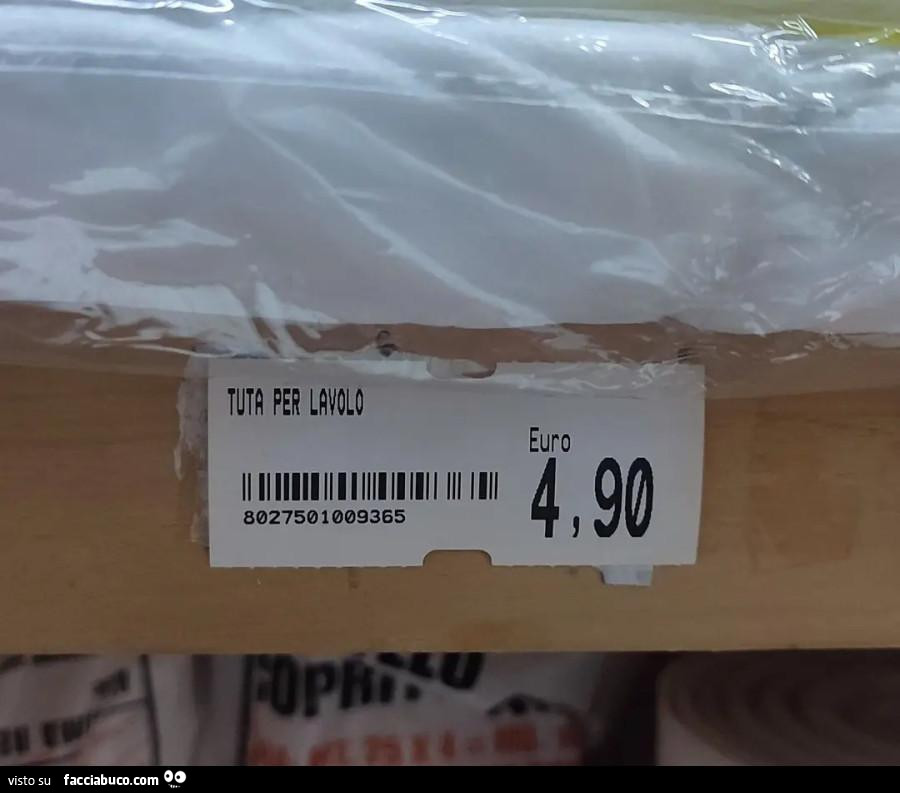 TUTA PER LAVOLO
Euro
4,90
8027501009365
visto su facciabuco.com